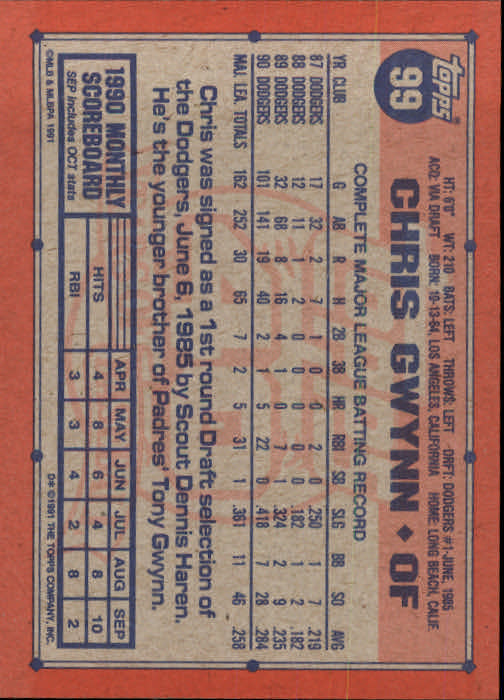 topps
99
HT: 6'0" WT: 210 BATS: LEFT THROWS: LEFT DRFT: DODGERS #1-JUNE, 1985
ACQ: VIA DRAFT BORN: 10-13-64, LOS ANGELES, CALIFORNIA HOME: LONG BEACH, CALIF.
CHRIS GWYNN ♦ OF
COMPLETE MAJOR LEAGUE BATTING RECORD
YR CLUB G AB R H 2B 3B HR RBI SB SLG BB SO AVG
87 DODGERS 17 32 2 7 1 0 0 2 0 .250 1 7 .219
88 DODGERS 12 11 1 2 0 0 0 0 0 .182 1 2 .182
89 DODGERS 32 68 8 16 4 1 0 7 1 .324 2 9 .235
90 DODGERS 101 141 19 40 2 1 5 22 0 .418 7 28 .284
MAJ. LEA. TOTALS 162 252 30 65 7 2 5 31 1 .361 11 46 .258
Chris was signed as a 1st round Draft selection of
the Dodgers, June 6, 1985 by Scout Dennis Haren.
He's the younger brother of Padres' Tony Gwynn.
1990 MONTHLY
SCOREBOARD
SEP includes OCT stats
APR MAY JUN JUL AUG SEP
HITS 4 8 6 4 8 10
RBI 3 3 4 2 8 2
©MLB & MLBPA 1991
D* ©1991 THE TOPPS COMPANY, INC.